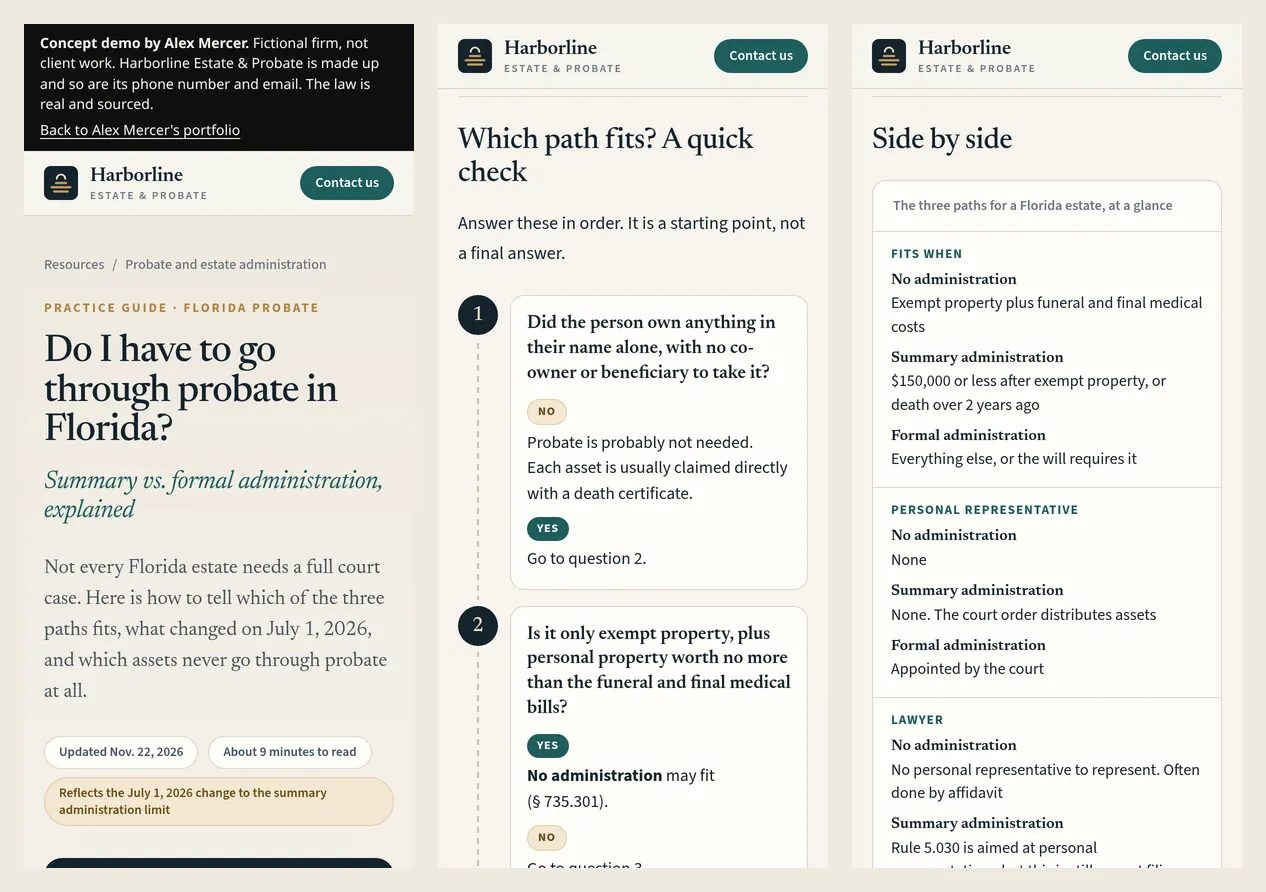 Concept demo by Alex Mercer. Fictional firm, not
client work. Harborline Estate & Probate is made up
and so are its phone number and email. The law is
real and sourced.
Back to Alex Mercer's portfolio
Harborline
ESTATE & PROBATE
Contact us
Resources / Probate and estate administration
PRACTICE GUIDE · FLORIDA PROBATE
Do I have to go
through probate in
Florida?
Summary vs. formal administration,
explained
Not every Florida estate needs a full court
case. Here is how to tell which of the three
paths fits, what changed on July 1, 2026,
and which assets never go through probate
at all.
Updated Nov. 22, 2026
About 9 minutes to read
Reflects the July 1, 2026 change to the summary
administration limit
Harborline
ESTATE & PROBATE
Contact us
Which path fits? A quick
check
Answer these in order. It is a starting point, not
a final answer.
1
Did the person own anything in
their name alone, with no co-
owner or beneficiary to take it?
NO
Probate is probably not needed.
Each asset is usually claimed directly
with a death certificate.
YES
Go to question 2.
2
Is it only exempt property, plus
personal property worth no more
than the funeral and final medical
bills?
YES
No administration may fit
(§ 735.301).
NO
Go to question 3
Harborline
ESTATE & PROBATE
Contact us
Side by side
The three paths for a Florida estate, at a glance
FITS WHEN
No administration
Exempt property plus funeral and final medical
costs
Summary administration
$150,000 or less after exempt property, or
death over 2 years ago
Formal administration
Everything else, or the will requires it
PERSONAL REPRESENTATIVE
No administration
None
Summary administration
None. The court order distributes assets
Formal administration
Appointed by the court
LAWYER
No administration
No personal representative to represent. Often
done by affidavit
Summary administration
Rule 5.030 is aimed at personal